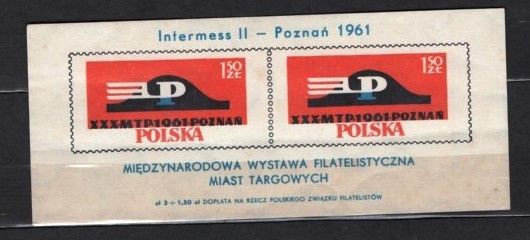 Intermess II – Poznań 1961
1,50 ZŁ
P
XXX·MTP·1961·POZNAŃ
POLSKA
1,50 ZŁ
P
XXX·MTP·1961·POZNAŃ
POLSKA
MIĘDZYNARODOWA WYSTAWA FILATELISTYCZNA
MIAST TARGOWYCH
zł 3 + 1,50 zł DOPŁATA NA RZECZ POLSKIEGO ZWIĄZKU FILATELISTÓW